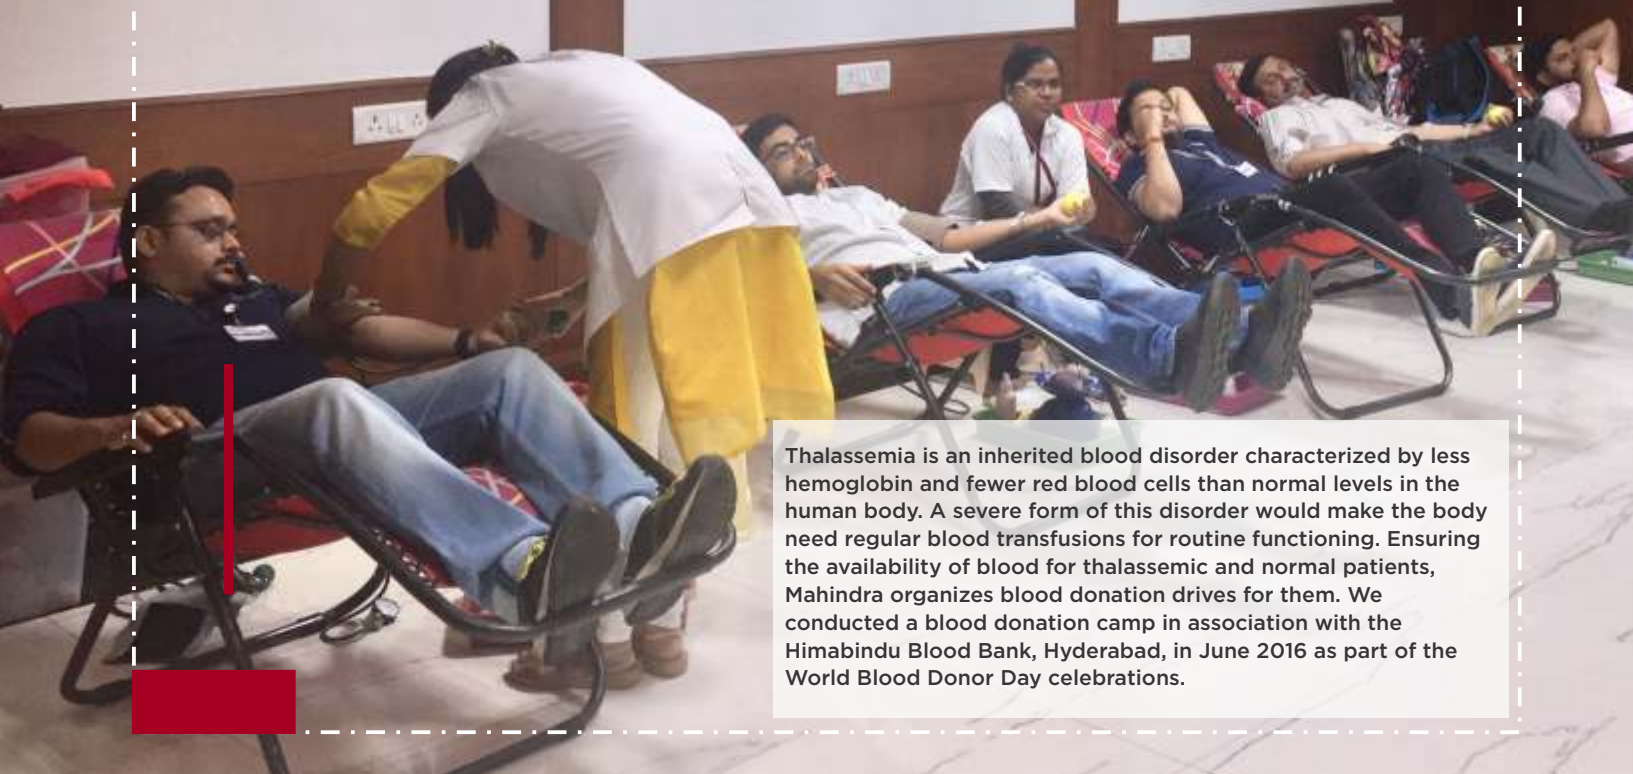 Thalassemia is an inherited blood disorder characterized by less
hemoglobin and fewer red blood cells than normal levels in the
human body. A severe form of this disorder would make the body
need regular blood transfusions for routine functioning. Ensuring
the availability of blood for thalassemic and normal patients,
Mahindra organizes blood donation drives for them. We
conducted a blood donation camp in association with the
Himabindu Blood Bank, Hyderabad, in June 2016 as part of the
World Blood Donor Day celebrations.